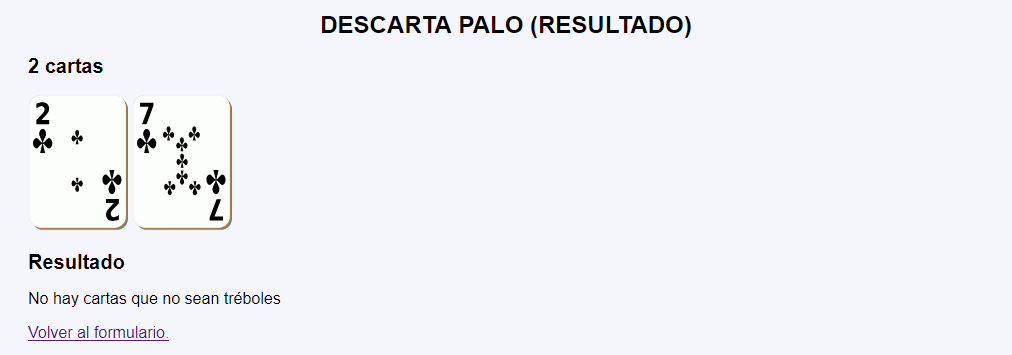 DESCARTA PALO (RESULTADO)
2 cartas
2 7
2 7
Resultado
No hay cartas que no sean tréboles
Volver al formulario.